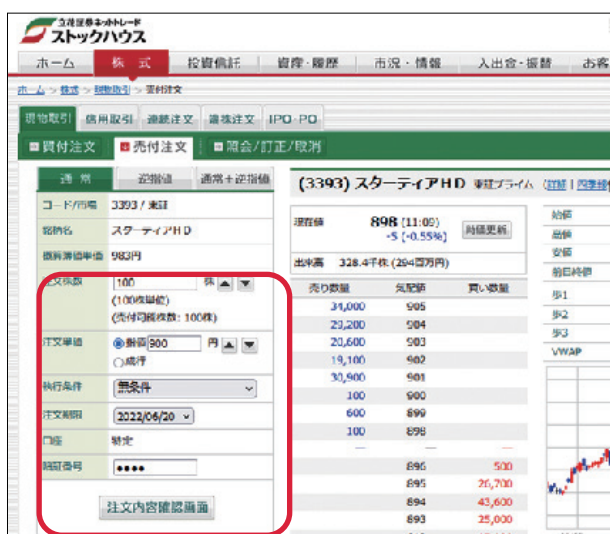 立花証券ネットトレード
ストックハウス
ホーム 株 式 投資信託 資産・履歴 市況・情報 入出金・振替 お客
ホーム > 株式 > 現物取引 > 売付注文
現物取引 信用取引 連続注文 端株注文 IPO・PO
買付注文 売付注文 照会/訂正/取消
通 常 逆指値 通常+逆指値
(3393) スターティアHD 東証プライム (詳細 | 四季報
コード/市場 3393 / 東証
銘柄名 スターティアHD
概算簿価単価 983円
現在値 898 (11:09) 時価更新
-5 (-0.55%)
出来高 328.4千株 (294百万円)
始値
高値
安値
前日終値
歩1
歩2
歩3
VWAP
注文株数 100 株
(100株単位)
(売付可能株数: 100株)
注文単価 指値 900 円
成行
執行条件 無条件
注文期限 2022/06/20
口座 特定
暗証番号 ●●●●
注文内容確認画面
売り数量 気配値 買い数量
34,000 905
29,200 904
20,600 903
19,100 902
30,900 901
100 900
600 899
100 898
— — —
896 500
895 26,700
894 43,600
893 25,000